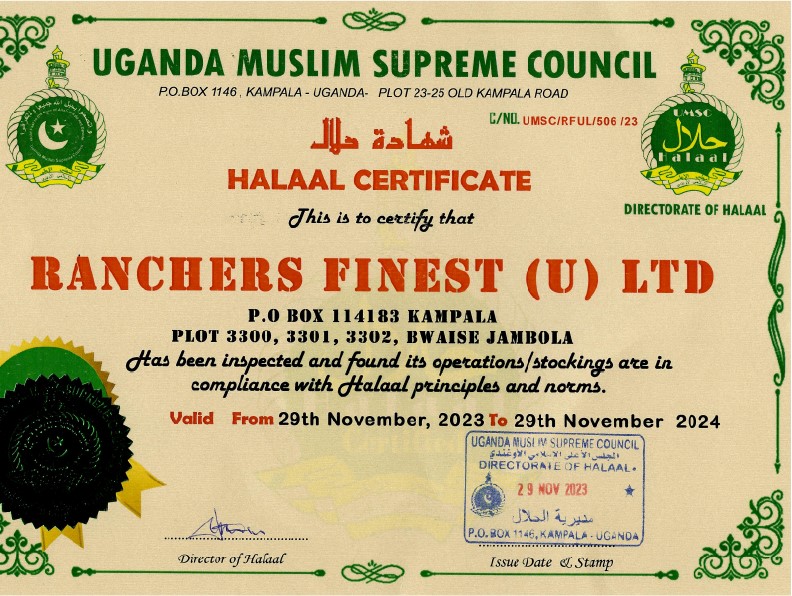 UGANDA MUSLIM SUPREME COUNCIL
P.O.BOX 1146, KAMPALA - UGANDA- PLOT 23-25 OLD KAMPALA ROAD
C/NO. UMSC/RFUL/506 /23
UMSC
حلال
Halaal
DIRECTORATE OF HALAAL
شهادة حلال
HALAAL CERTIFICATE
This is to certify that
RANCHERS FINEST (U) LTD
P.O BOX 114183 KAMPALA
PLOT 3300, 3301, 3302, BWAISE JAMBOLA
Has been inspected and found its operations/stockings are in
compliance with Halaal principles and norms.
Valid From 29th November, 2023 To 29th November 2024
UGANDA MUSLIM SUPREME COUNCIL
المجلس الأعلى الإسلامي الأوغندي
DIRECTORATE OF HALAAL
29 NOV 2023
مديرية الحلال
P.O.BOX 1146, KAMPALA - UGANDA
Director of Halaal
Issue Date & Stamp